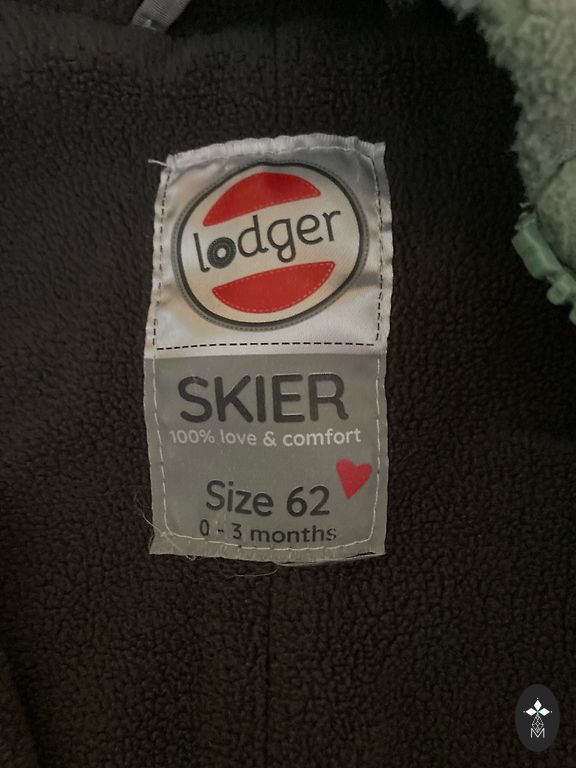 lodger
SKIER
100% love & comfort
Size 62
0 - 3 months
M